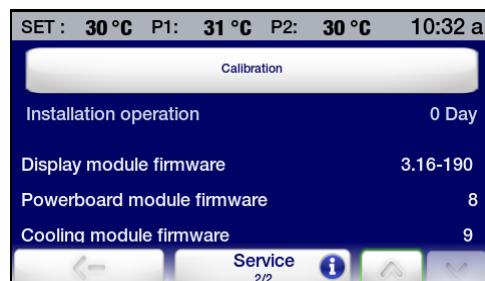 SET : 30 °C P1: 31 °C P2: 30 °C 10:32 a
Calibration
Installation operation 0 Day
Display module firmware 3.16-190
Powerboard module firmware 8
Cooling module firmware 9
Service
2/2